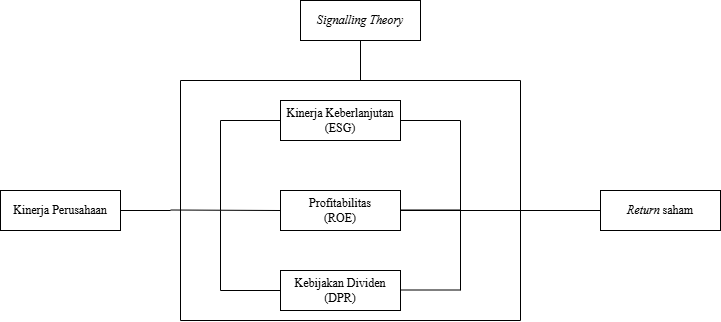 Signalling Theory
Kinerja Keberlanjutan
(ESG)
Kinerja Perusahaan
Profitabilitas
(ROE)
Return saham
Kebijakan Dividen
(DPR)